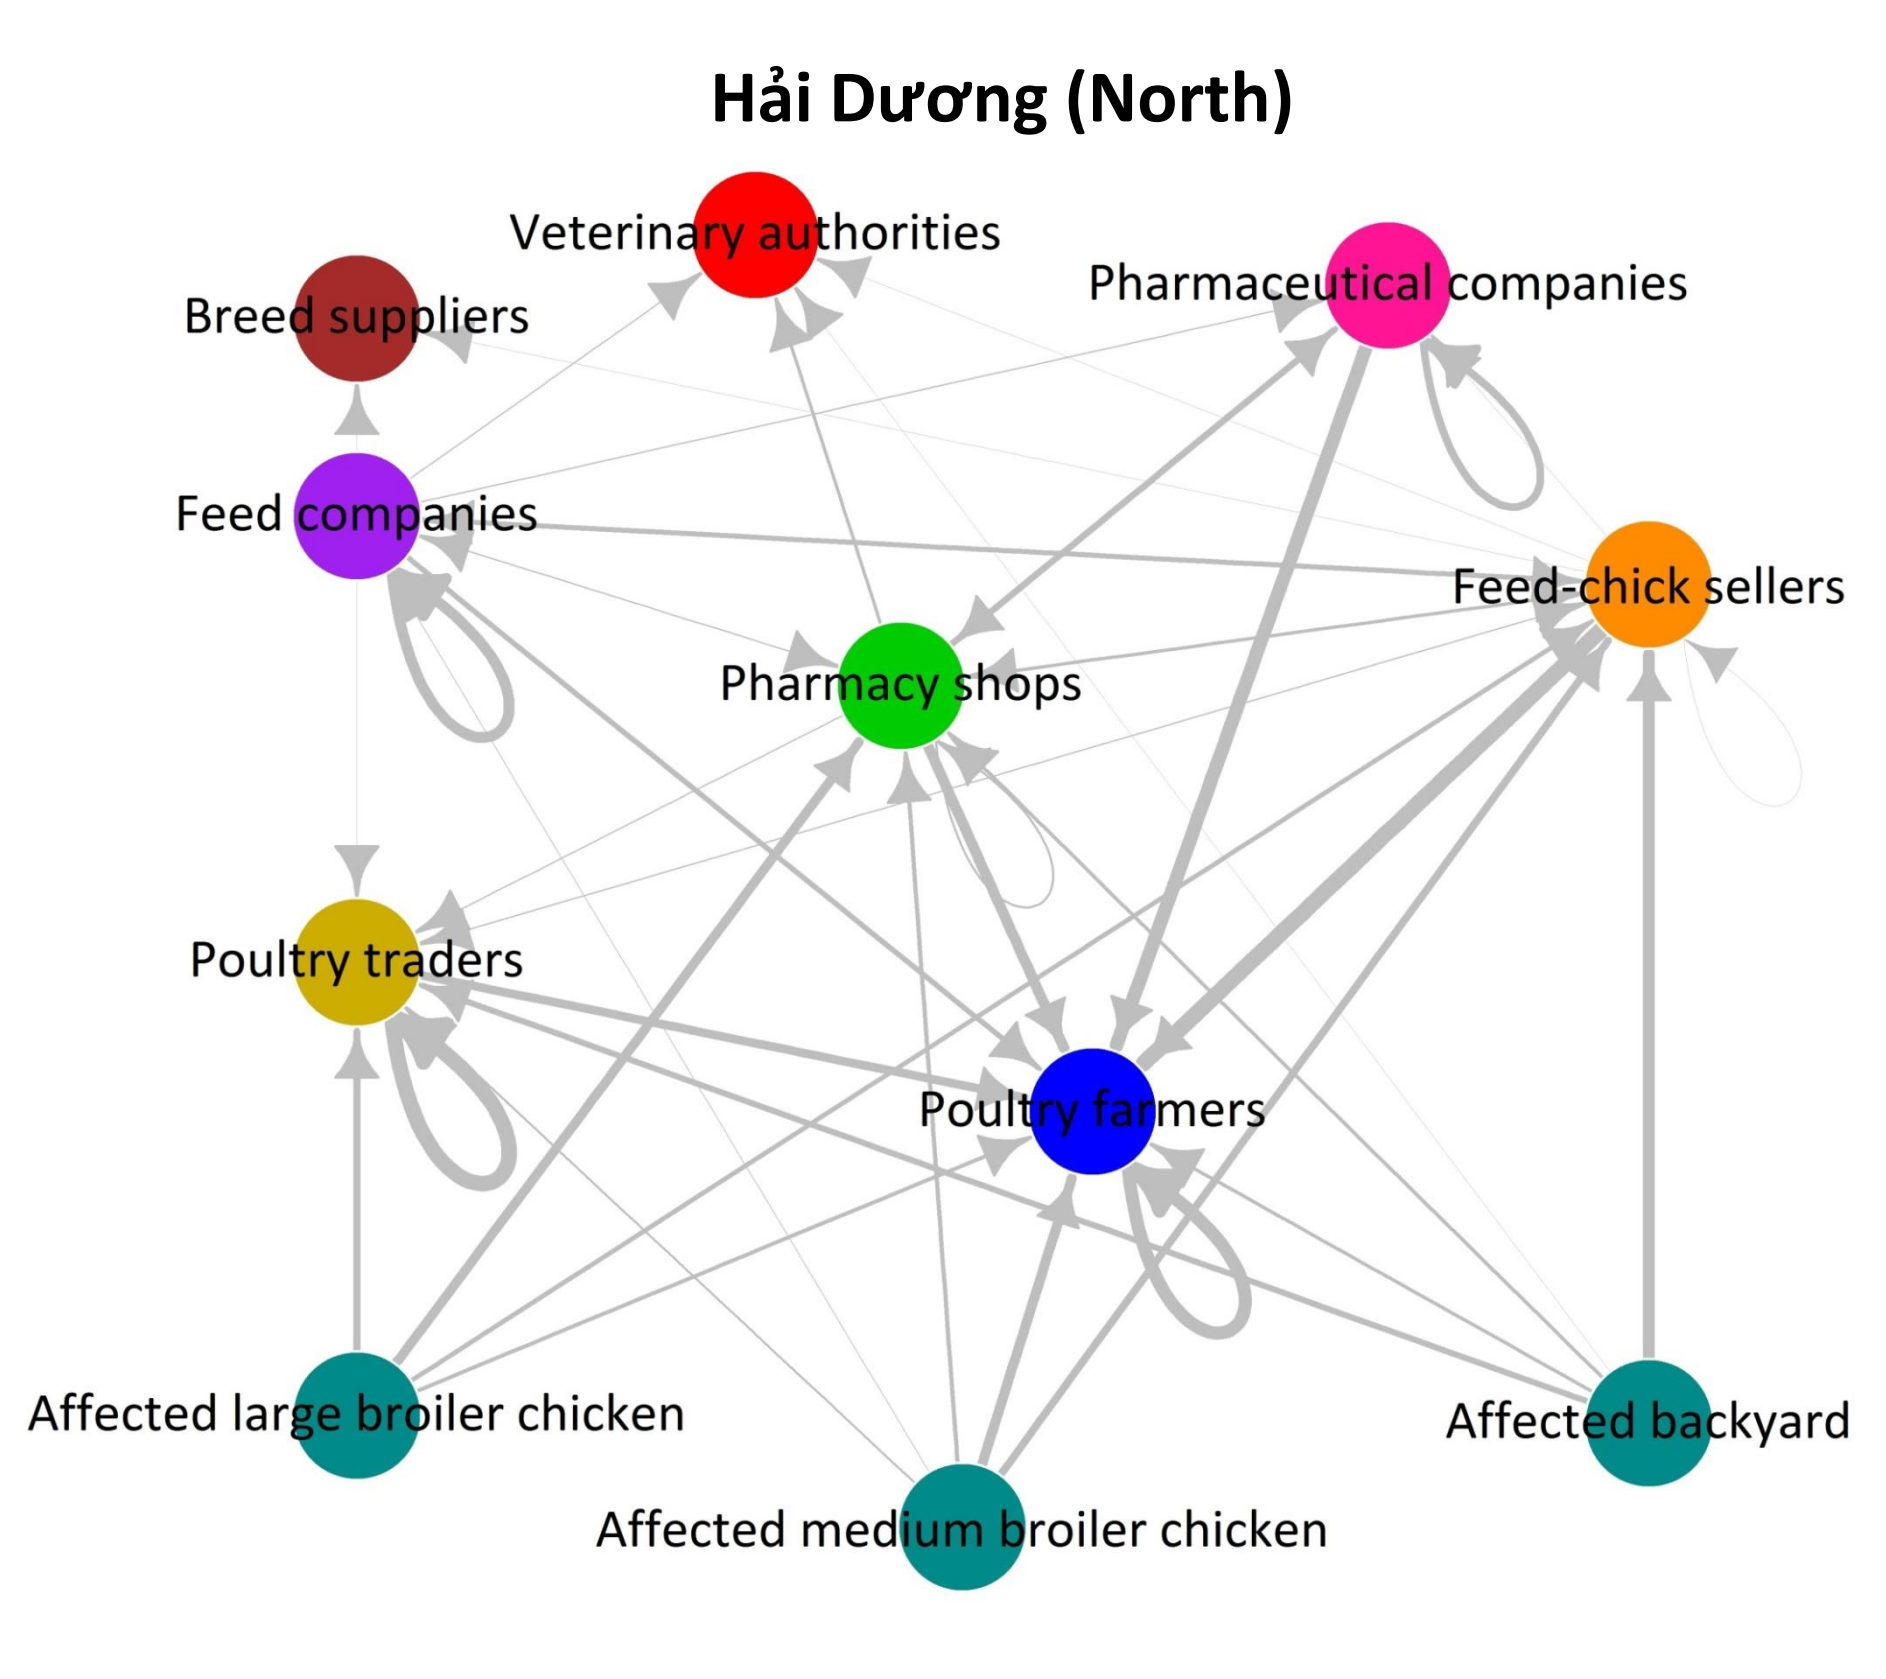 Hải Dương (North)
Veterinary authorities
Pharmaceutical companies
Breed suppliers
Feed companies
Feed-chick sellers
Pharmacy shops
Poultry traders
Poultry farmers
Affected large broiler chicken
Affected backyard
Affected medium broiler chicken